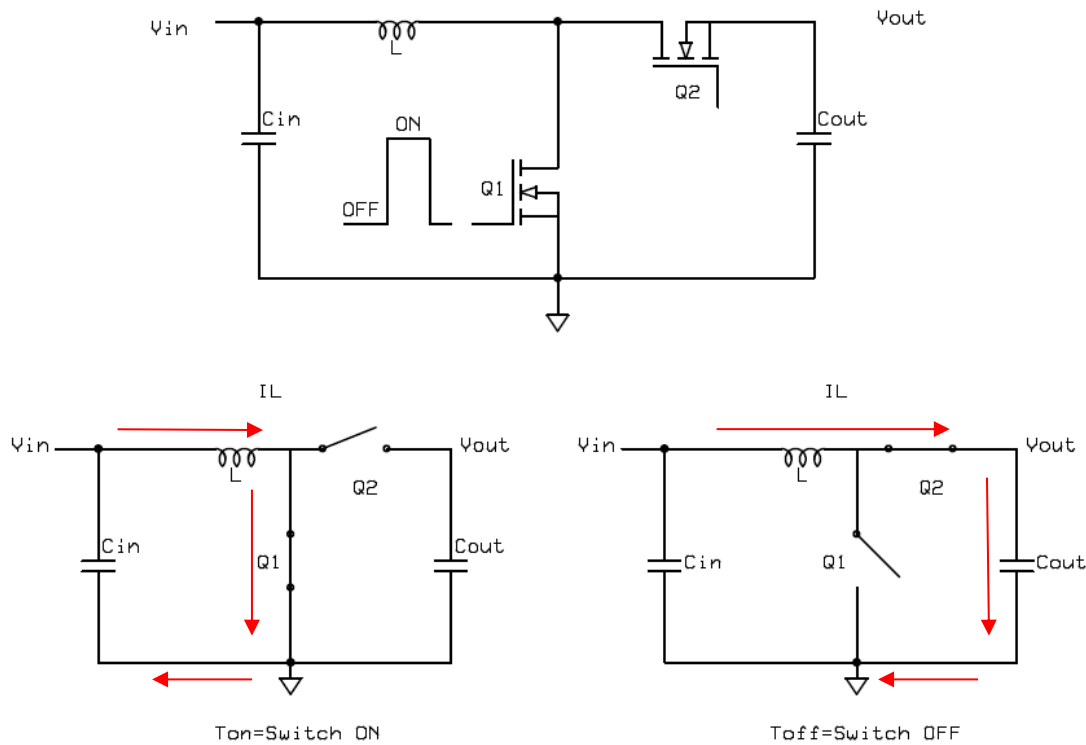 Vin
Vout
L
Q2
Cin
Cout
ON
Q1
OFF
IL
IL
Vin
Vout
Vin
Vout
L
Q2
L
Q2
Cin
Q1
Cout
Cin
Q1
Cout
Ton=Switch ON
Toff=Switch OFF